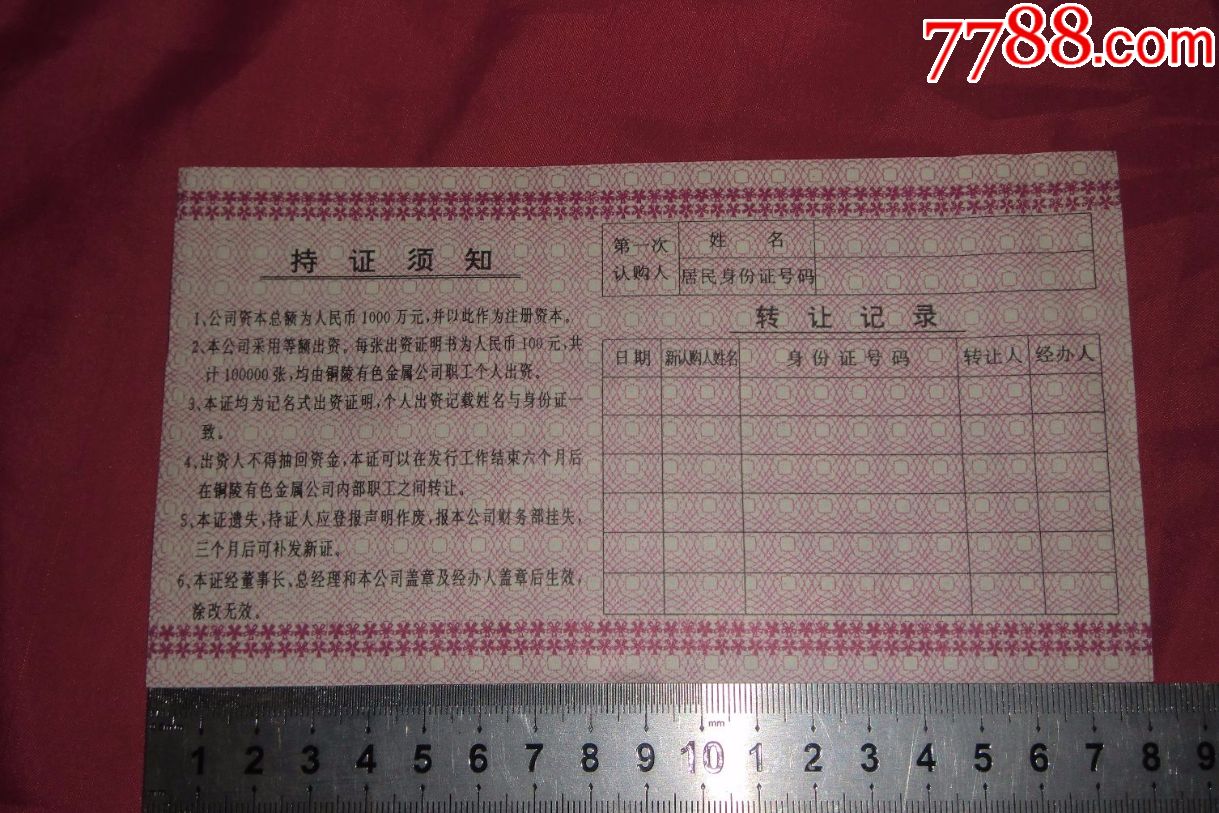 7788.com
持证须知
1、公司资本总额为人民币1000万元,并以此作为注册资本。
2、本公司采用等额出资。每张出资证明书为人民币100元,共
计100000张,均由铜陵有色金属公司职工个人出资。
3、本证均为记名式出资证明,个人出资记载姓名与身份证一
致。
4、出资人不得抽回资金,本证可以在发行工作结束六个月后
在铜陵有色金属公司内部职工之间转让。
5、本证遗失,持证人应登报声明作废,报本公司财务部挂失,
三个月后可补发新证。
6、本证经董事长、总经理和本公司盖章及经办人盖章后生效,
涂改无效。
第一次
认购人
姓名
居民身份证号码
转让记录
日期 新认购人姓名 身份证号码 转让人 经办人
mm
1 2 3 4 5 6 7 8 9 10 1 2 3 4 5 6 7 8 9